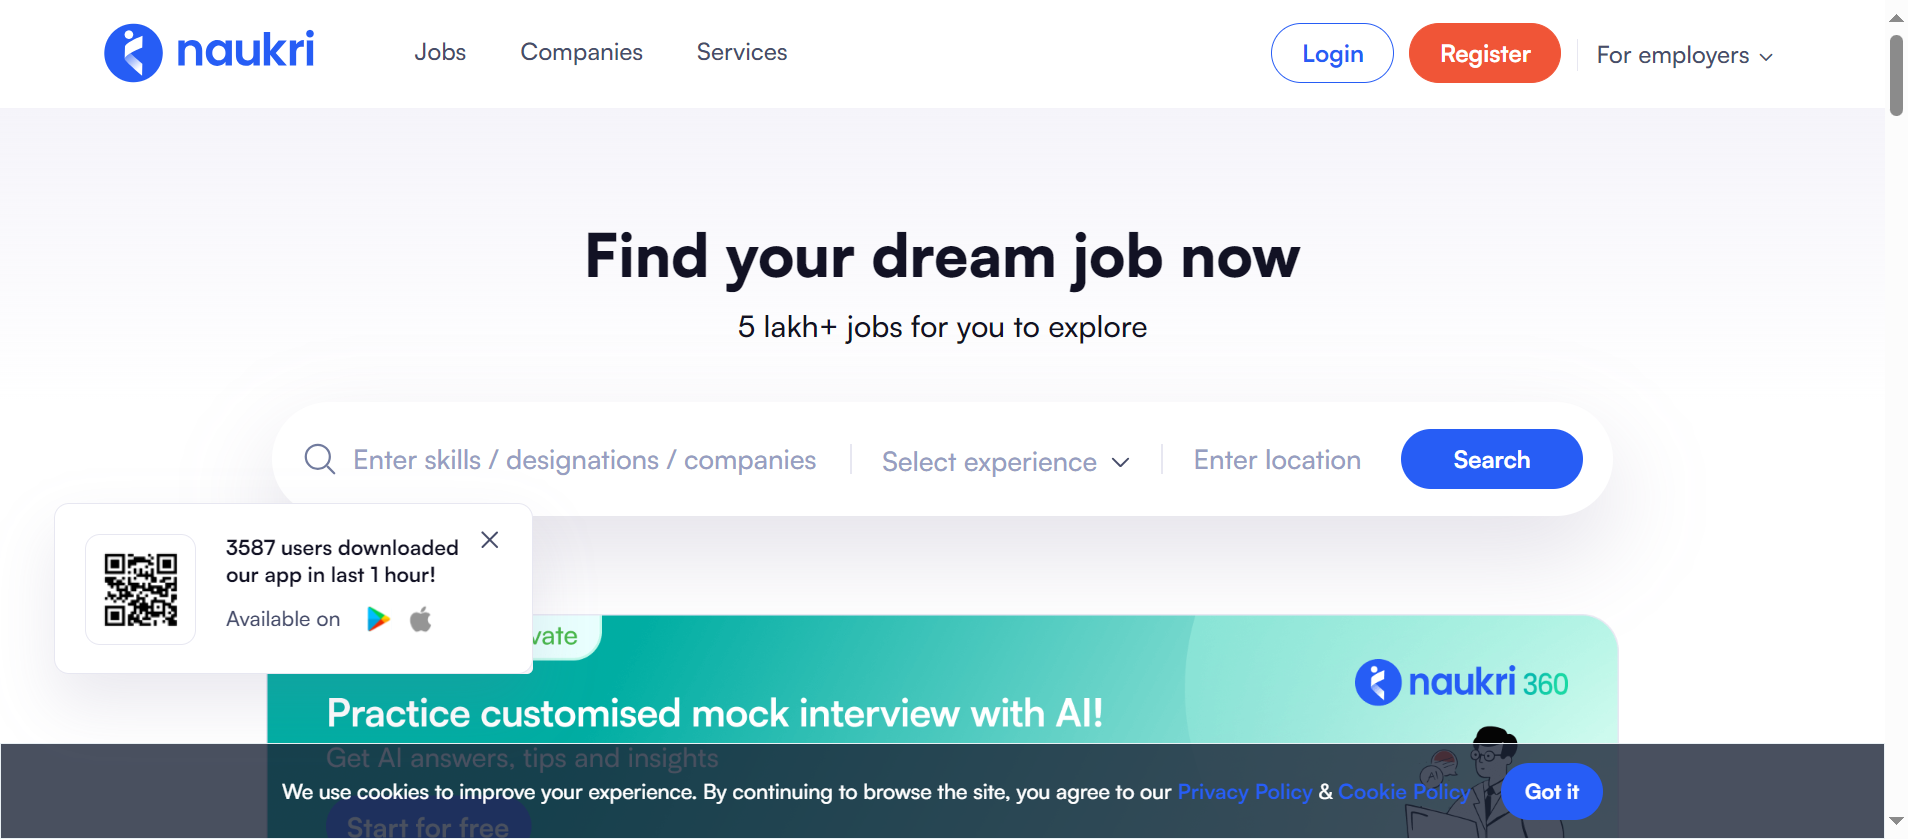 naukri
Jobs
Companies
Services
Login
Register
For employers
Find your dream job now
5 lakh+ jobs for you to explore
Enter skills / designations / companies
Select experience
Enter location
Search
3587 users downloaded
our app in last 1 hour!
Available on
vate
naukri 360
Practice customised mock interview with AI!
Get AI answers, tips and insights
AI
We use cookies to improve your experience. By continuing to browse the site, you agree to our Privacy Policy & Cookie Policy
Got it
Start for free